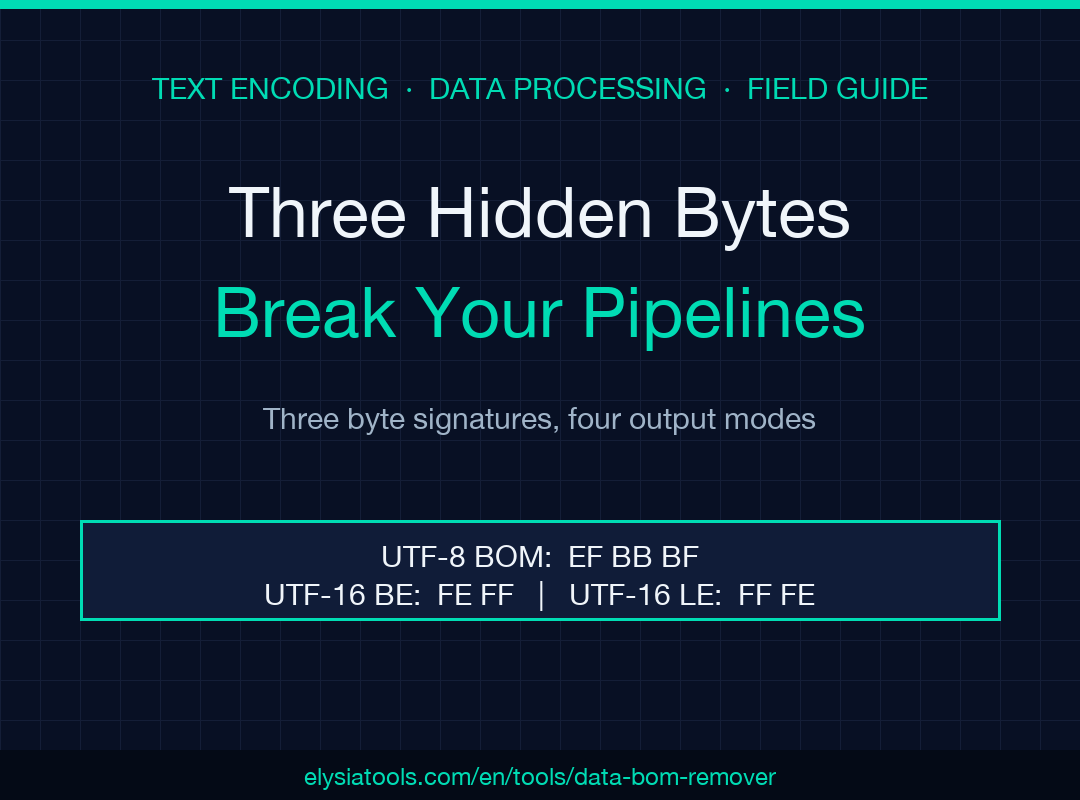 TEXT ENCODING · DATA PROCESSING · FIELD GUIDE
Three Hidden Bytes
Break Your Pipelines
Three byte signatures, four output modes
UTF-8 BOM: EF BB BF
UTF-16 BE: FE FF | UTF-16 LE: FF FE
elysiatools.com/en/tools/data-bom-remover